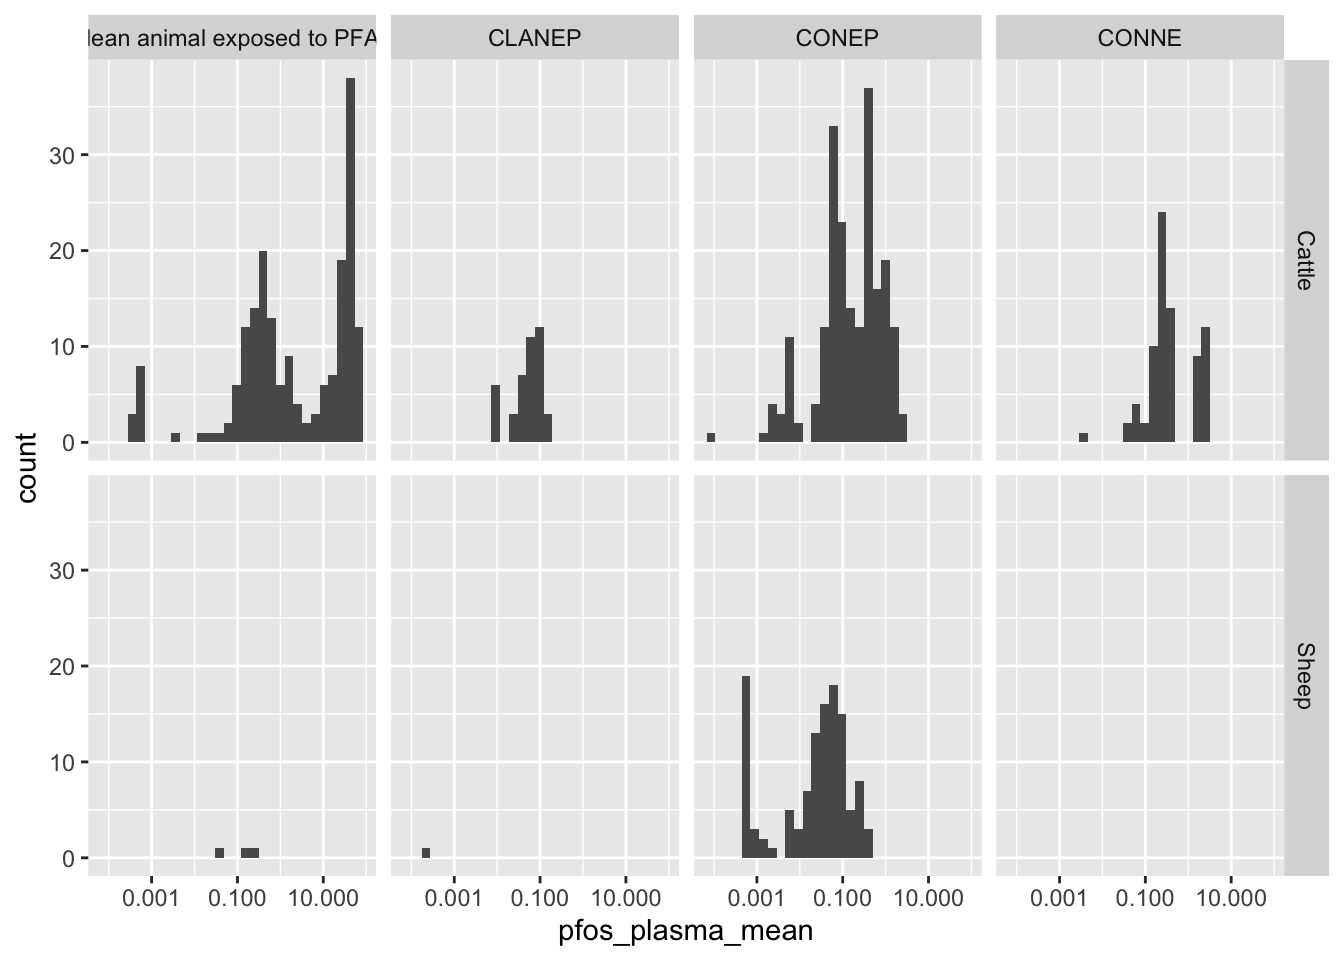 lean animal exposed to PFA
CLANEP
CONEP
CONNE
Cattle
Sheep
count
30
20
10
0
30
20
10
0
0.001 0.100 10.000 0.001 0.100 10.000 0.001 0.100 10.000 0.001 0.100 10.000
pfos_plasma_mean